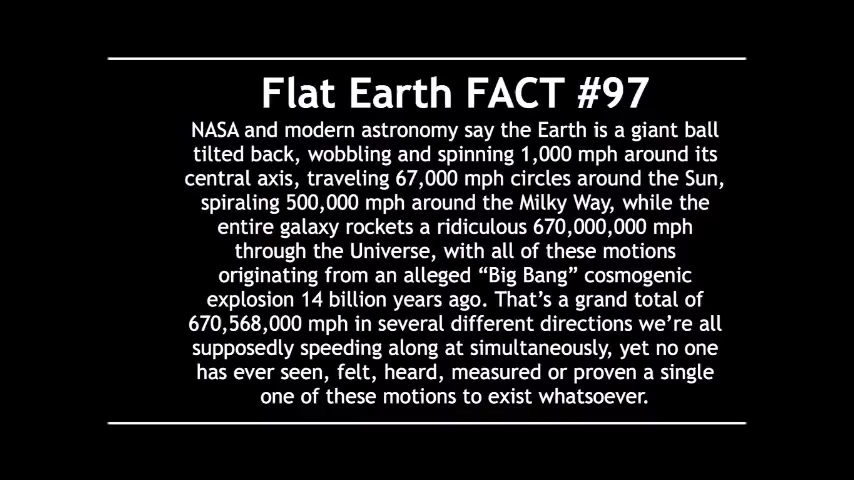 Flat Earth FACT #97
NASA and modern astronomy say the Earth is a giant ball
tilted back, wobbling and spinning 1,000 mph around its
central axis, traveling 67,000 mph circles around the Sun,
spiraling 500,000 mph around the Milky Way, while the
entire galaxy rockets a ridiculous 670,000,000 mph
through the Universe, with all of these motions
originating from an alleged “Big Bang” cosmogenic
explosion 14 billion years ago. That’s a grand total of
670,568,000 mph in several different directions we’re all
supposedly speeding along at simultaneously, yet no one
has ever seen, felt, heard, measured or proven a single
one of these motions to exist whatsoever.